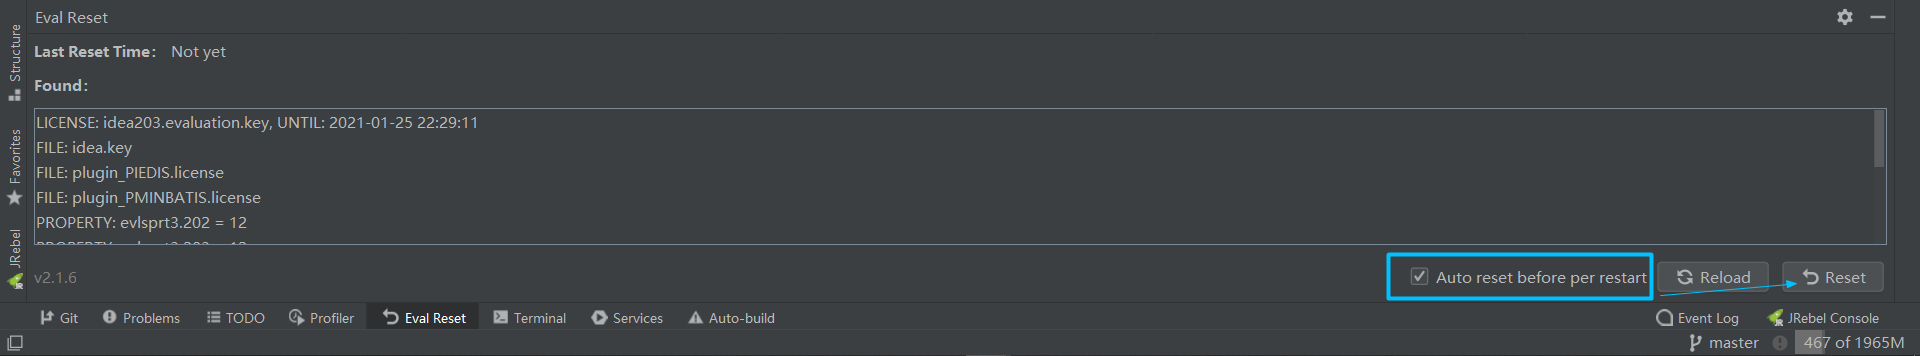 Eval Reset
Structure
Last Reset Time: Not yet
Found:
Favorites
LICENSE: idea203.evaluation.key, UNTIL: 2021-01-25 22:29:11
FILE: idea.key
FILE: plugin_PIEDIS.license
FILE: plugin_PMINBATIS.license
PROPERTY: evlsprt3.202 = 12
JRebel
v2.1.6
Auto reset before per restart Reload Reset
Git Problems TODO Profiler Eval Reset Terminal Services Auto-build Event Log JRebel Console
master 467 of 1965M